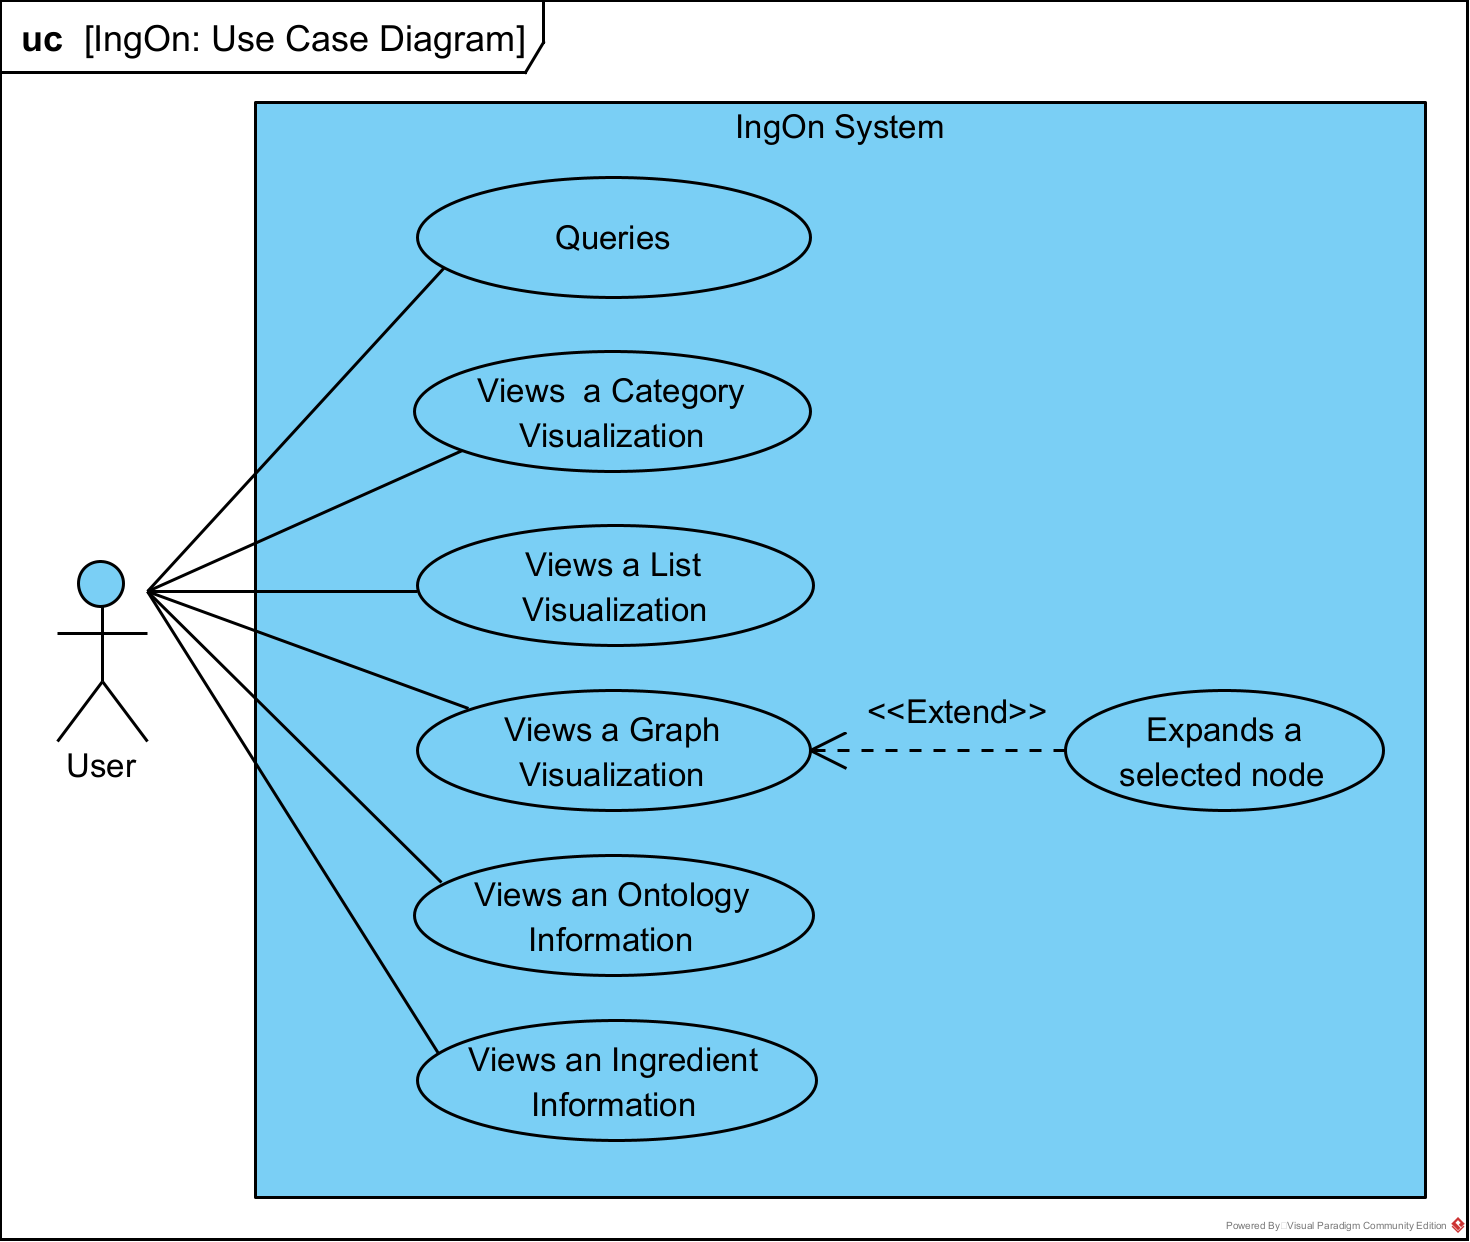 uc [IngOn: Use Case Diagram]
IngOn System
Queries
Views a Category
Visualization
Views a List
Visualization
Views a Graph
Visualization
<<Extend>>
Expands a
selected node
User
Views an Ontology
Information
Views an Ingredient
Information
Powered By Visual Paradigm Community Edition